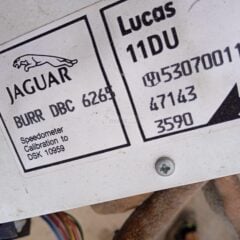 JAGUAR
BURR DBC 6265
Speedometer
Calibration to
DSK 10959
Lucas
11DU
53070011
47143
3590